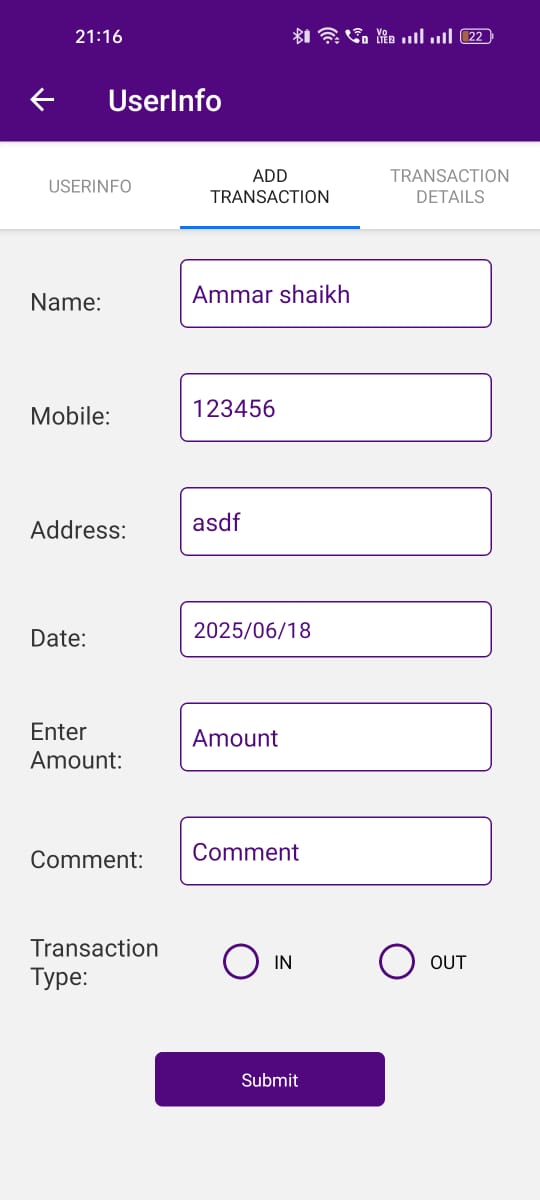 21:16
Vo
LTE B
22
UserInfo
USERINFO
ADD
TRANSACTION
TRANSACTION
DETAILS
Name:
Ammar shaikh
Mobile:
123456
Address:
asdf
Date:
2025/06/18
Enter
Amount:
Amount
Comment:
Comment
Transaction
Type:
IN
OUT
Submit